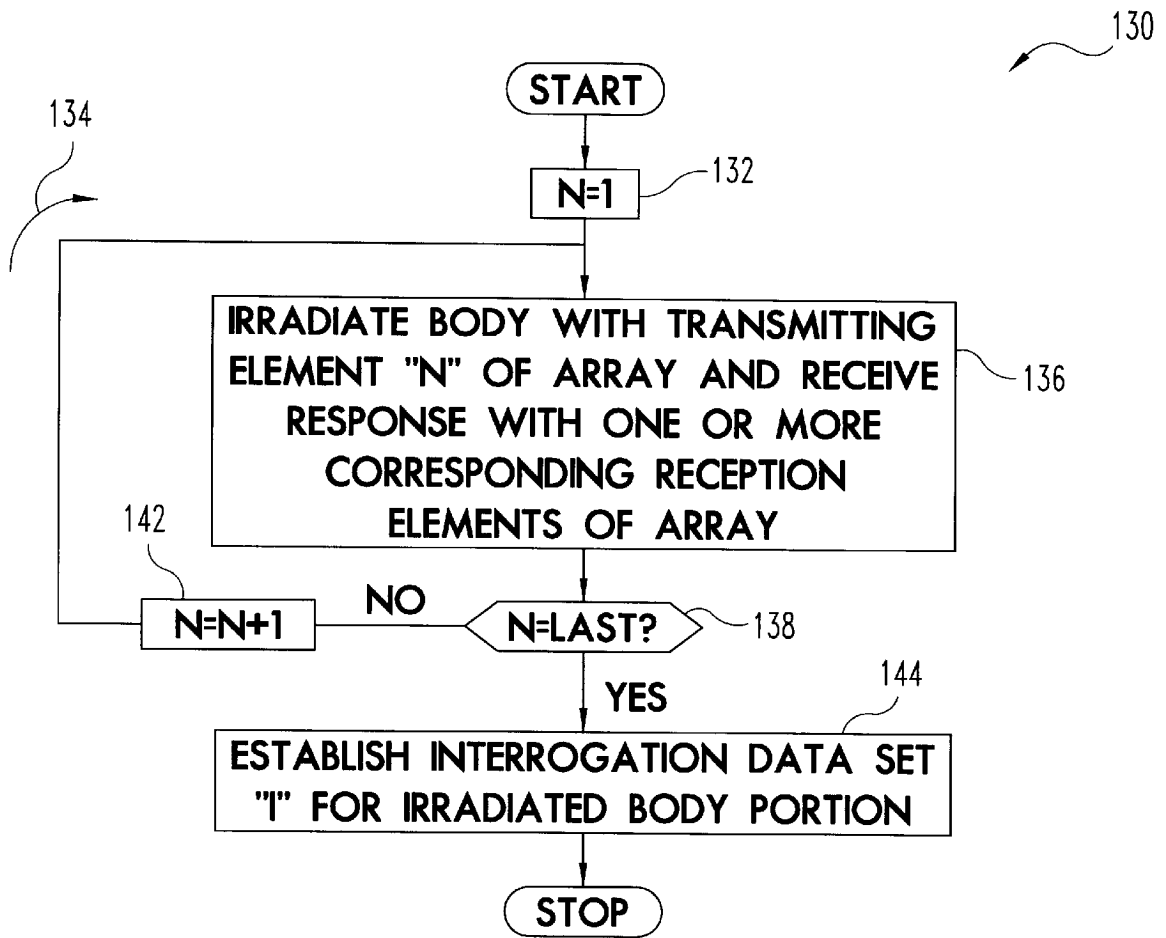 130
START
134
132
N=1
IRRADIATE BODY WITH TRANSMITTING
ELEMENT "N" OF ARRAY AND RECEIVE
RESPONSE WITH ONE OR MORE
CORRESPONDING RECEPTION
ELEMENTS OF ARRAY
136
142
N=N+1
NO
N=LAST?
138
YES
144
ESTABLISH INTERROGATION DATA SET
"I" FOR IRRADIATED BODY PORTION
STOP